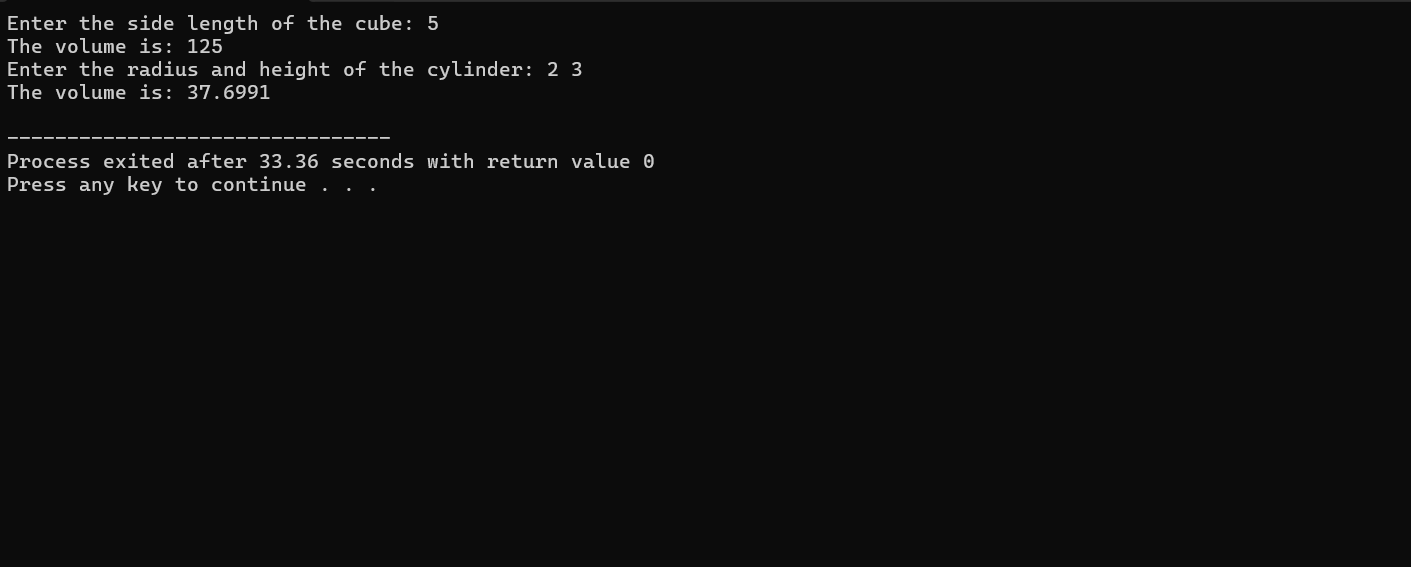 Enter the side length of the cube: 5
The volume is: 125
Enter the radius and height of the cylinder: 2 3
The volume is: 37.6991
--------------------------------
Process exited after 33.36 seconds with return value 0
Press any key to continue . . .